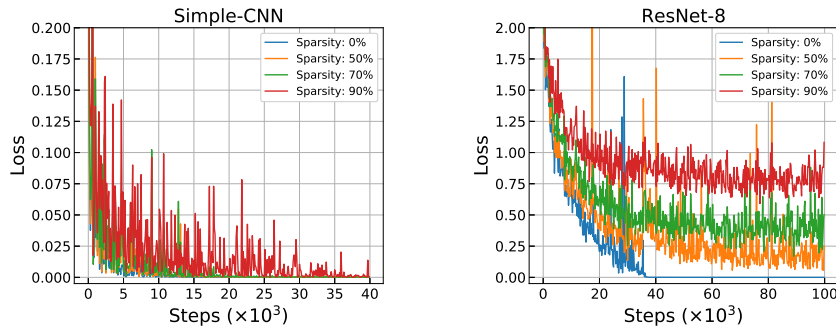 Simple-CNN
0.200
0.175
0.150
0.125
0.100
0.075
0.050
0.025
0.000
Loss
Sparsity: 0%
Sparsity: 50%
Sparsity: 70%
Sparsity: 90%
0 5 10 15 20 25 30 35 40
Steps (×10³)
ResNet-8
2.00
1.75
1.50
1.25
1.00
0.75
0.50
0.25
0.00
Loss
Sparsity: 0%
Sparsity: 50%
Sparsity: 70%
Sparsity: 90%
0 20 40 60 80 100
Steps (×10³)